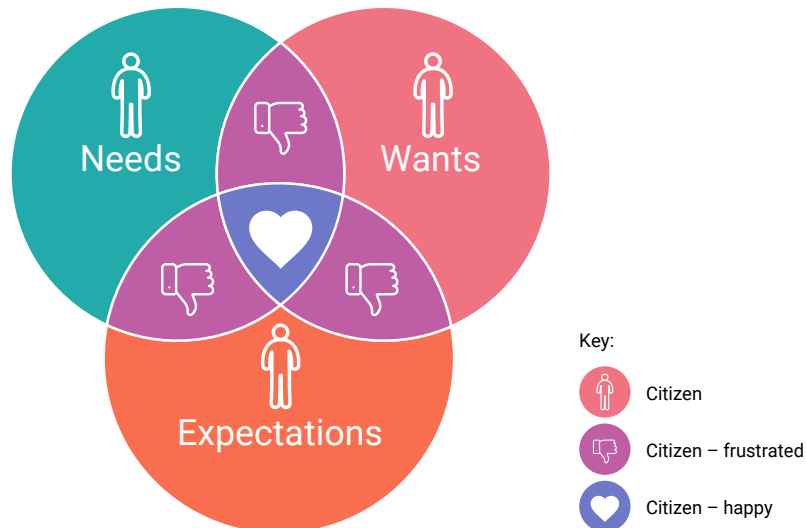 Needs
Wants
Expectations
Key:
Citizen
Citizen – frustrated
Citizen – happy